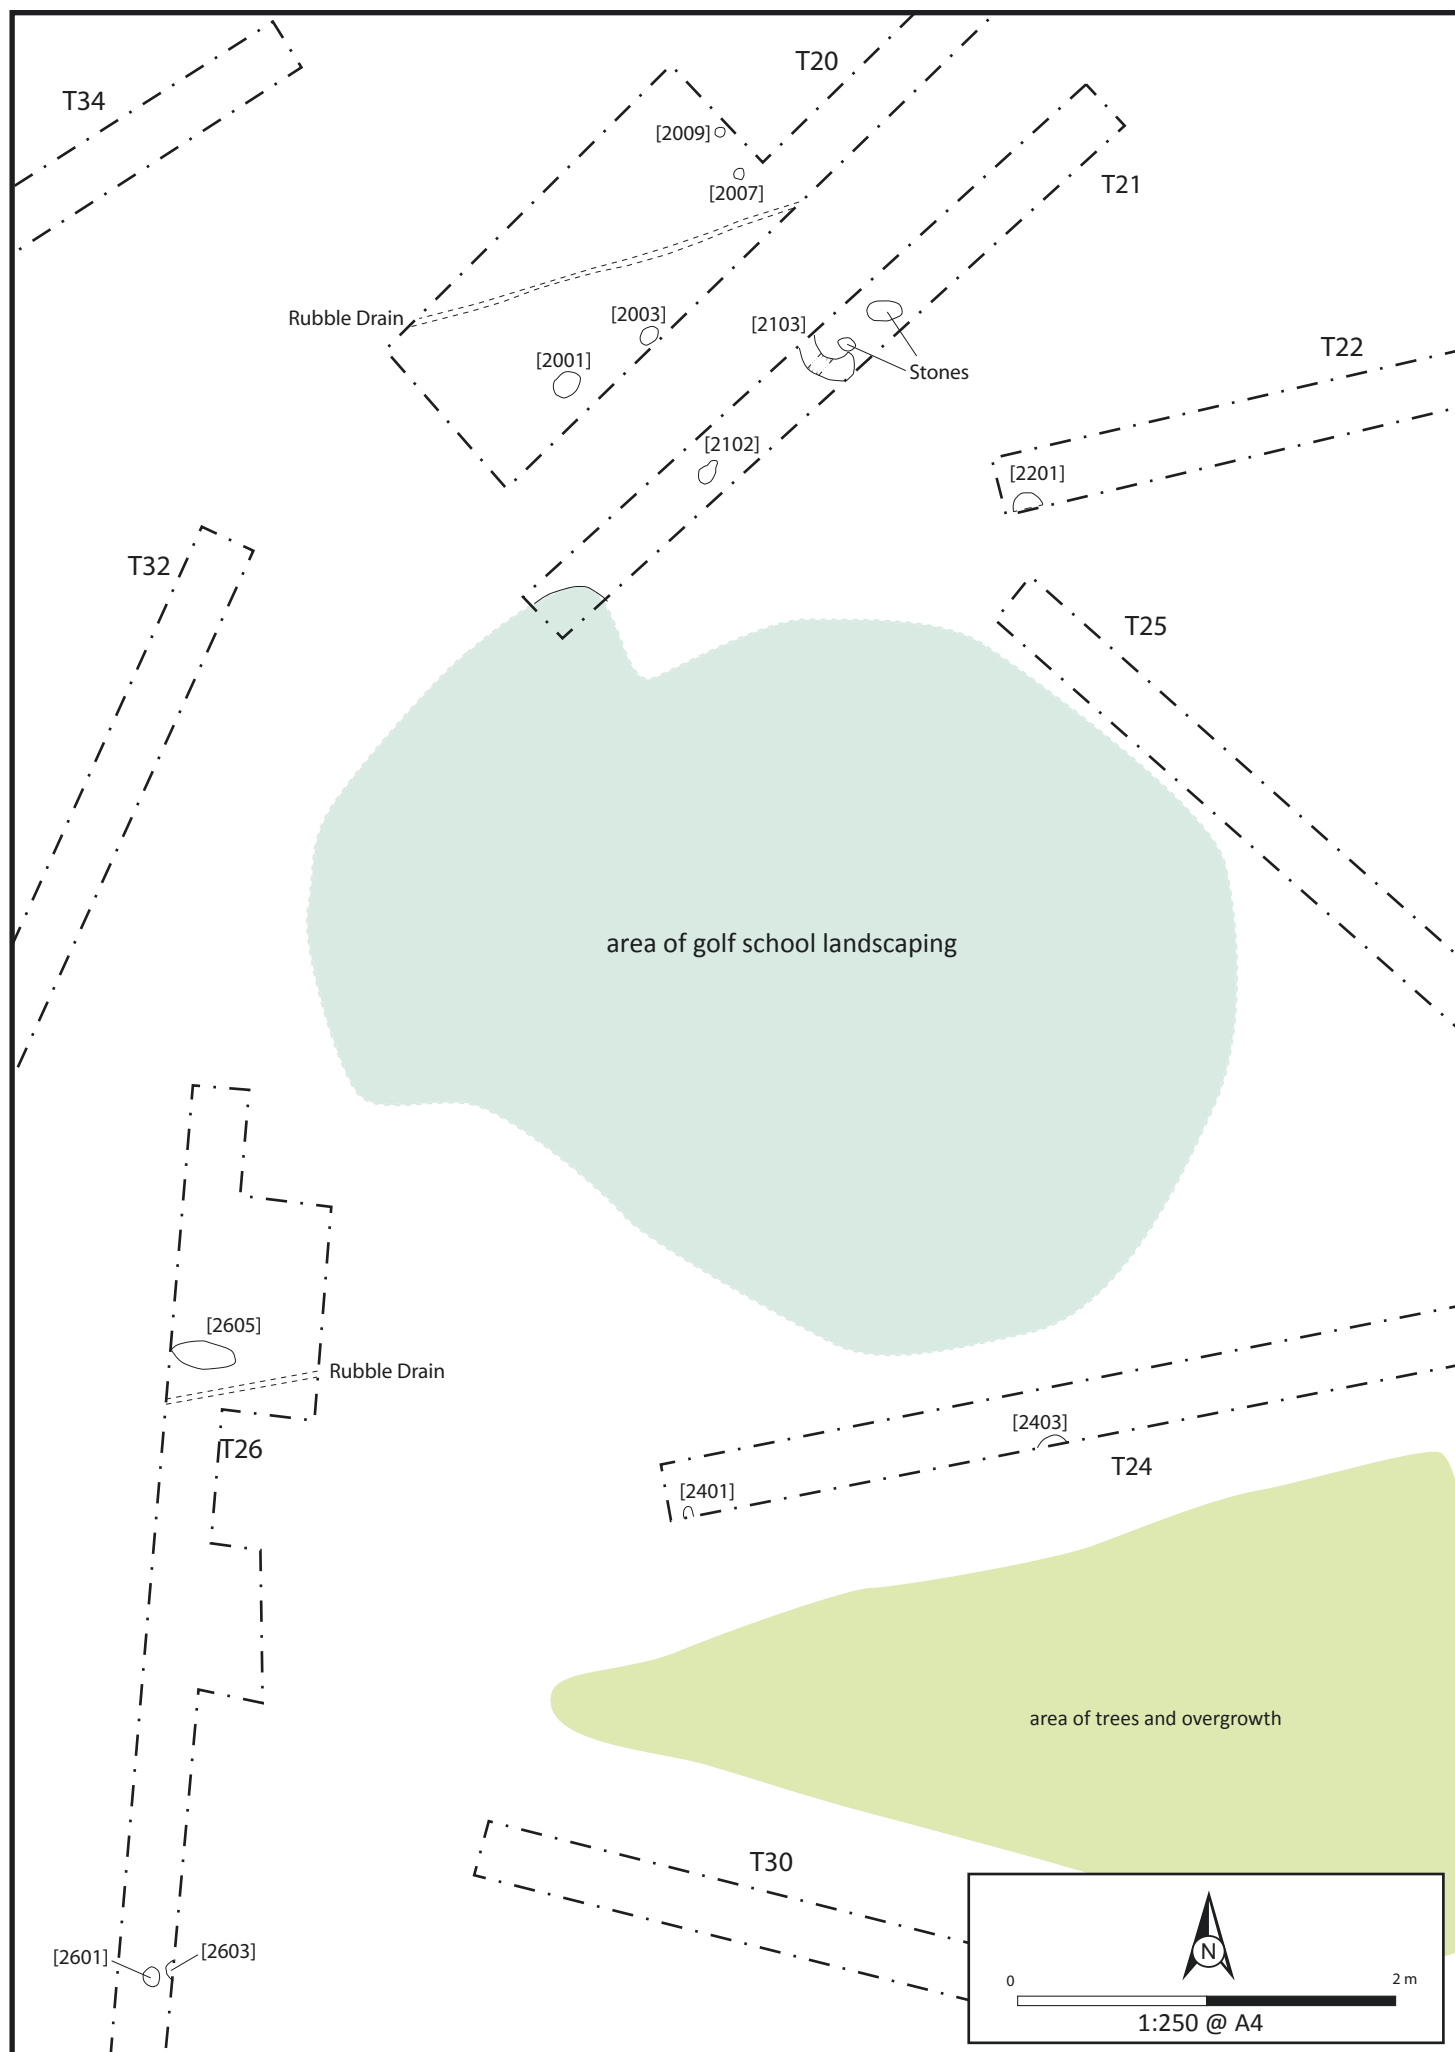 T20
T34
[2009]
T21
[2007]
Rubble Drain
[2003]
[2103]
T22
[2001]
Stones
[2102]
[2201]
T32
T25
area of golf school landscaping
[2605]
Rubble Drain
[2403]
T26
T24
[2401]
area of trees and overgrowth
T30
[2601]
[2603]
N
0
2 m
1:250 @ A4